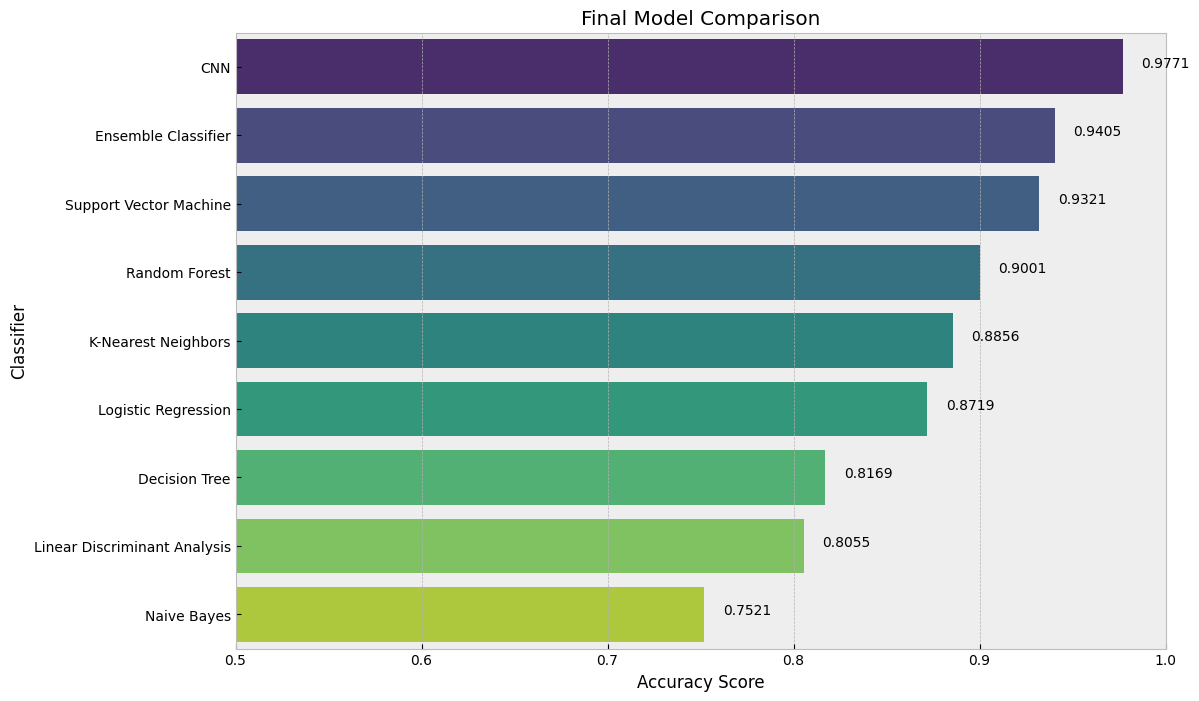 Final Model Comparison
Classifier
CNN 0.9771
Ensemble Classifier 0.9405
Support Vector Machine 0.9321
Random Forest 0.9001
K-Nearest Neighbors 0.8856
Logistic Regression 0.8719
Decision Tree 0.8169
Linear Discriminant Analysis 0.8055
Naive Bayes 0.7521
0.5 0.6 0.7 0.8 0.9 1.0
Accuracy Score